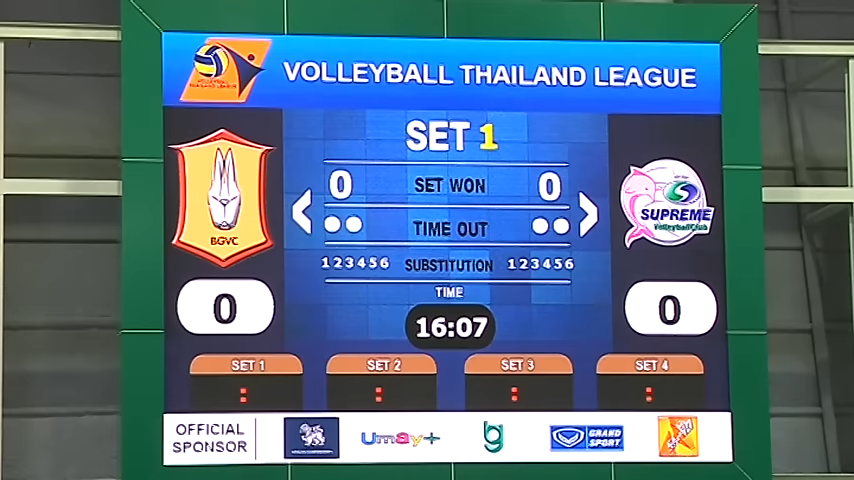 VOLLEYBALL THAILAND LEAGUE
SET 1
0 SET WON 0
TIME OUT
123456 SUBSTITUTION 123456
TIME
16:07
BGVC
SUPREME
VolleyballClub
0
0
SET 1
SET 2
SET 3
SET 4
:
:
:
:
OFFICIAL
SPONSOR
Umay+
GRAND
SPORT